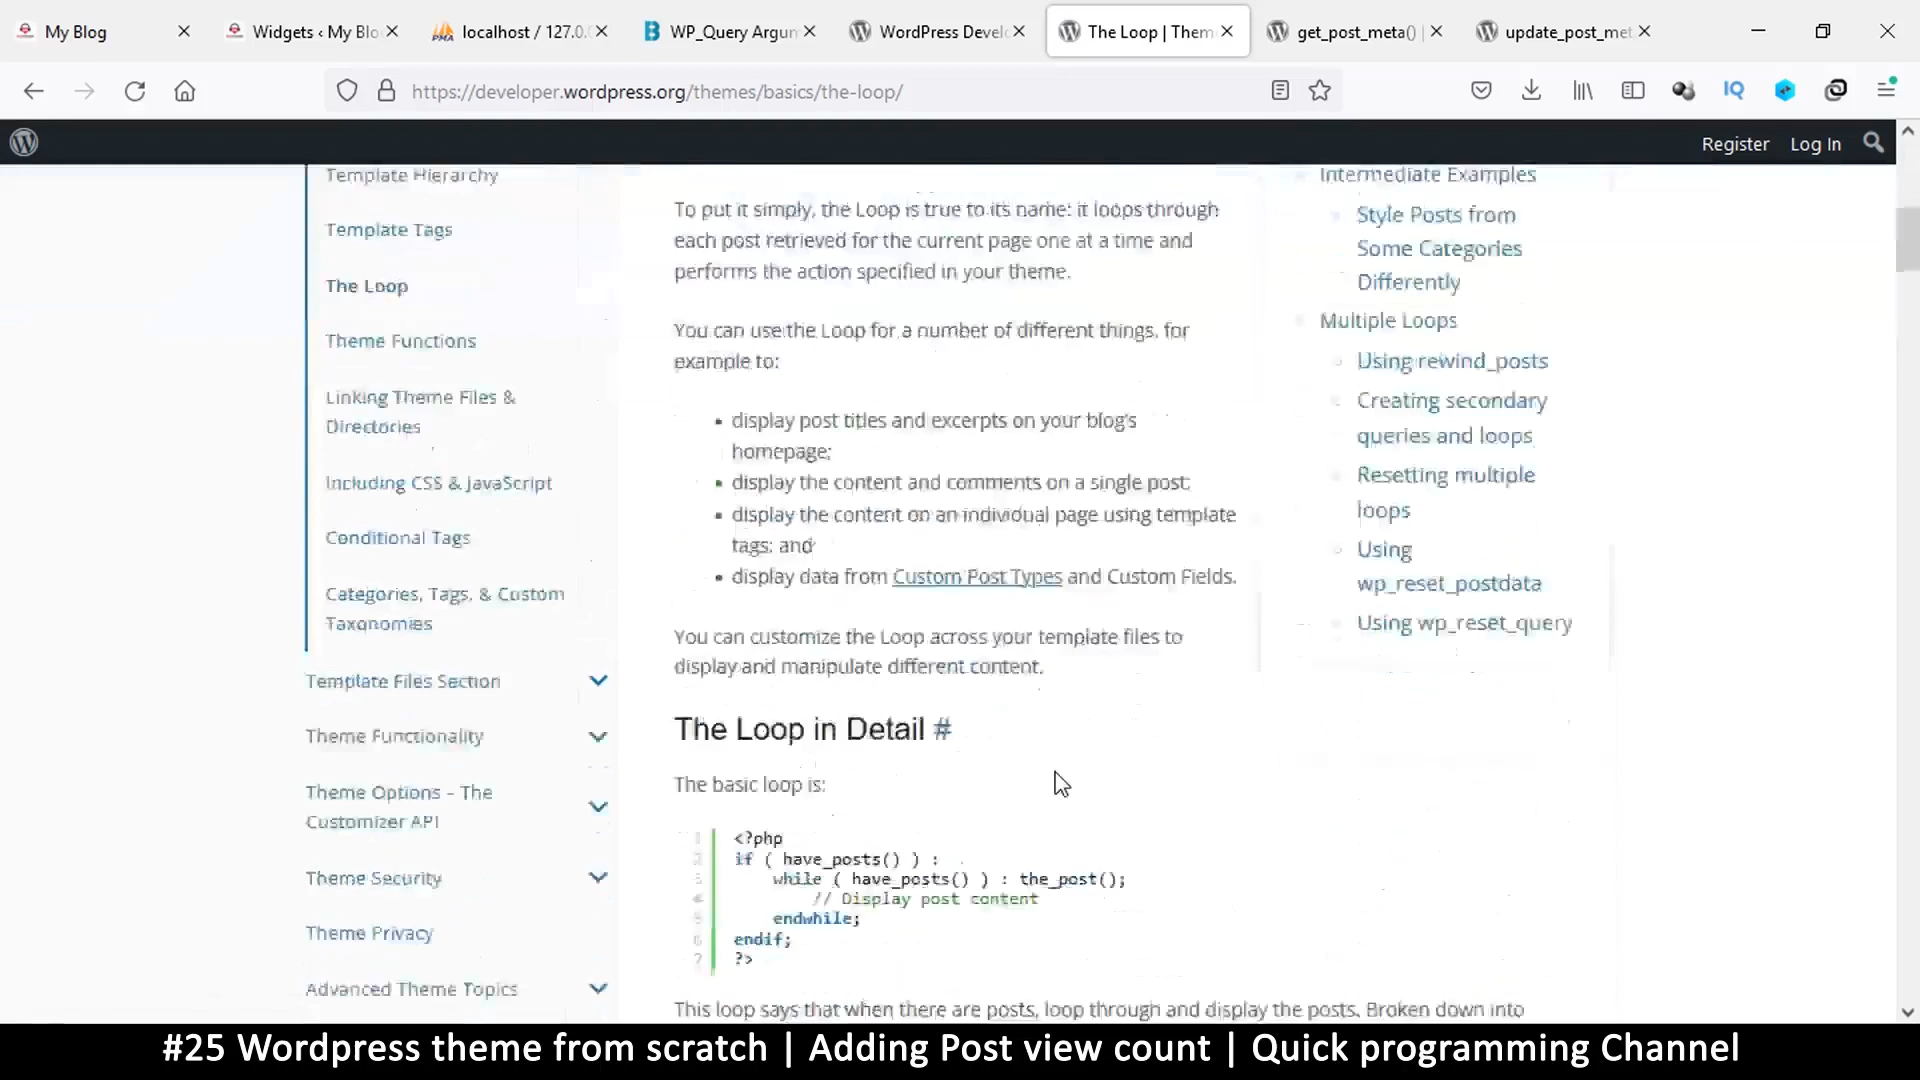 My Blog
Widgets ‹ My Blo
localhost / 127.0.
WP_Query Argun
WordPress Devel
The Loop | Them
get_post_meta() |
update_post_met
https://developer.wordpress.org/themes/basics/the-loop/
IQ
Register
Log In
Template Hierarchy
Template Tags
The Loop
Theme Functions
Linking Theme Files &
Directories
Including CSS & JavaScript
Conditional Tags
Categories, Tags, & Custom
Taxonomies
Template Files Section
Theme Functionality
Theme Options – The
Customizer API
Theme Security
Theme Privacy
Advanced Theme Topics
To put it simply, the Loop is true to its name: it loops through
each post retrieved for the current page one at a time and
performs the action specified in your theme.
You can use the Loop for a number of different things, for
example to:
display post titles and excerpts on your blog's
homepage;
display the content and comments on a single post;
display the content on an individual page using template
tags; and
display data from Custom Post Types and Custom Fields.
You can customize the Loop across your template files to
display and manipulate different content.
The Loop in Detail #
The basic loop is:
1 <?php
2 if ( have_posts() ) :
3 while ( have_posts() ) : the_post();
4 // Display post content
5 endwhile;
6 endif;
7 ?>
This loop says that when there are posts, loop through and display the posts. Broken down into
Intermediate Examples
Style Posts from
Some Categories
Differently
Multiple Loops
Using rewind_posts
Creating secondary
queries and loops
Resetting multiple
loops
Using
wp_reset_postdata
Using wp_reset_query
#25 Wordpress theme from scratch | Adding Post view count | Quick programming Channel